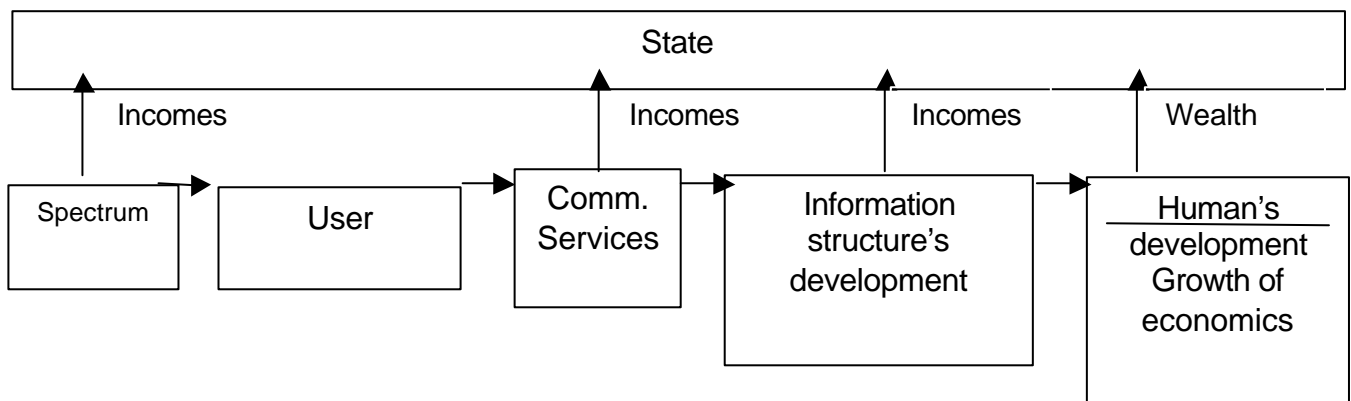 State
Incomes
Incomes
Incomes
Wealth
Spectrum
User
Comm.
Services
Information
structure’s
development
Human’s
development
Growth of
economics